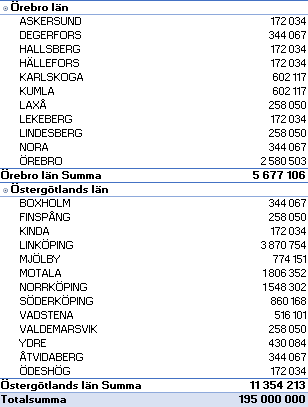 Örebro län
ASKERSUND 172 034
DEGERFORS 344 067
HALLSBERG 172 034
HÄLLEFORS 172 034
KARLSKOGA 602 117
KUMLA 602 117
LAXÅ 258 050
LEKEBERG 172 034
LINDESBERG 258 050
NORA 344 067
ÖREBRO 2 580 503
Örebro län Summa 5 677 106
Östergötlands län
BOXHOLM 344 067
FINSPÅNG 258 050
KINDA 172 034
LINKÖPING 3 870 754
MJÖLBY 774 151
MOTALA 1 806 352
NORRKÖPING 1 548 302
SÖDERKÖPING 860 168
VADSTENA 516 101
VALDEMARSVIK 258 050
YDRE 430 084
ÅTVIDABERG 344 067
ÖDESHÖG 172 034
Östergötlands län Summa 11 354 213
Totalsumma 195 000 000